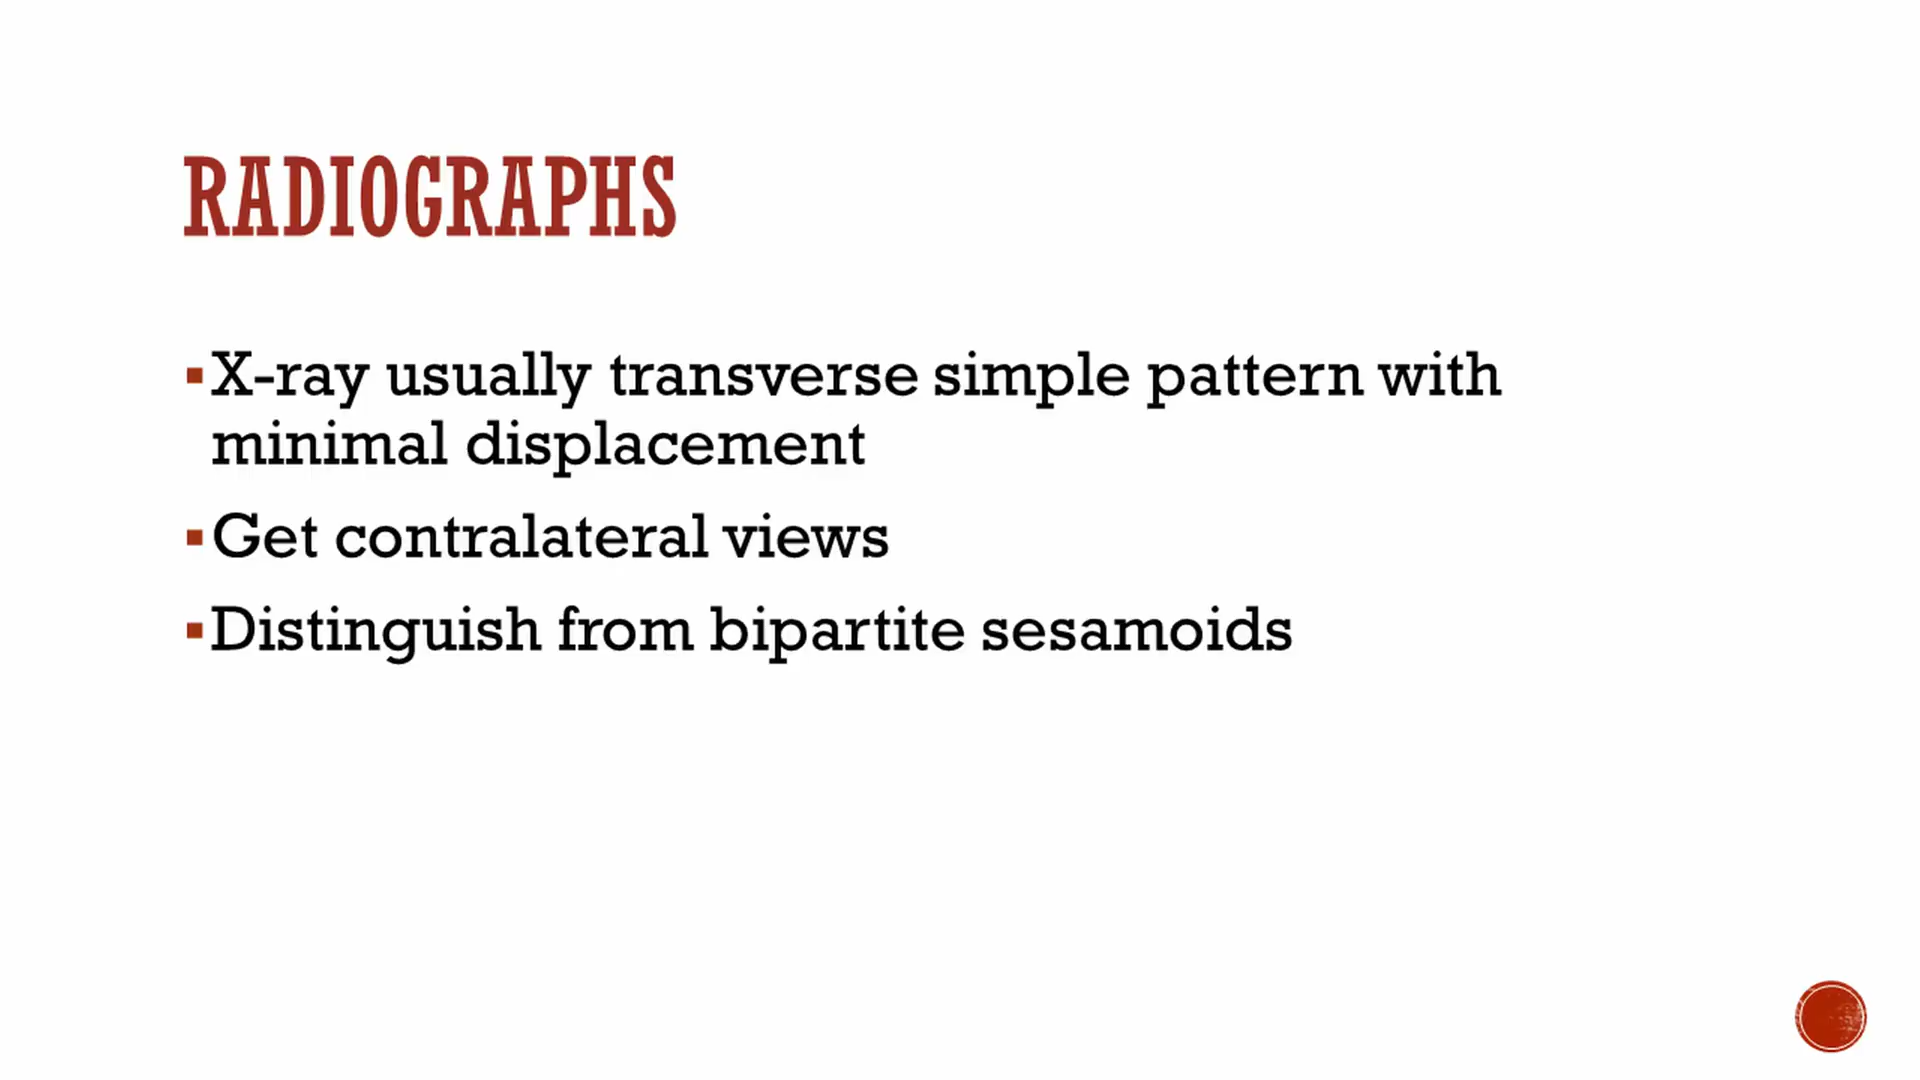 RADIOGRAPHS
▪X-ray usually transverse simple pattern with
minimal displacement
▪Get contralateral views
▪Distinguish from bipartite sesamoids